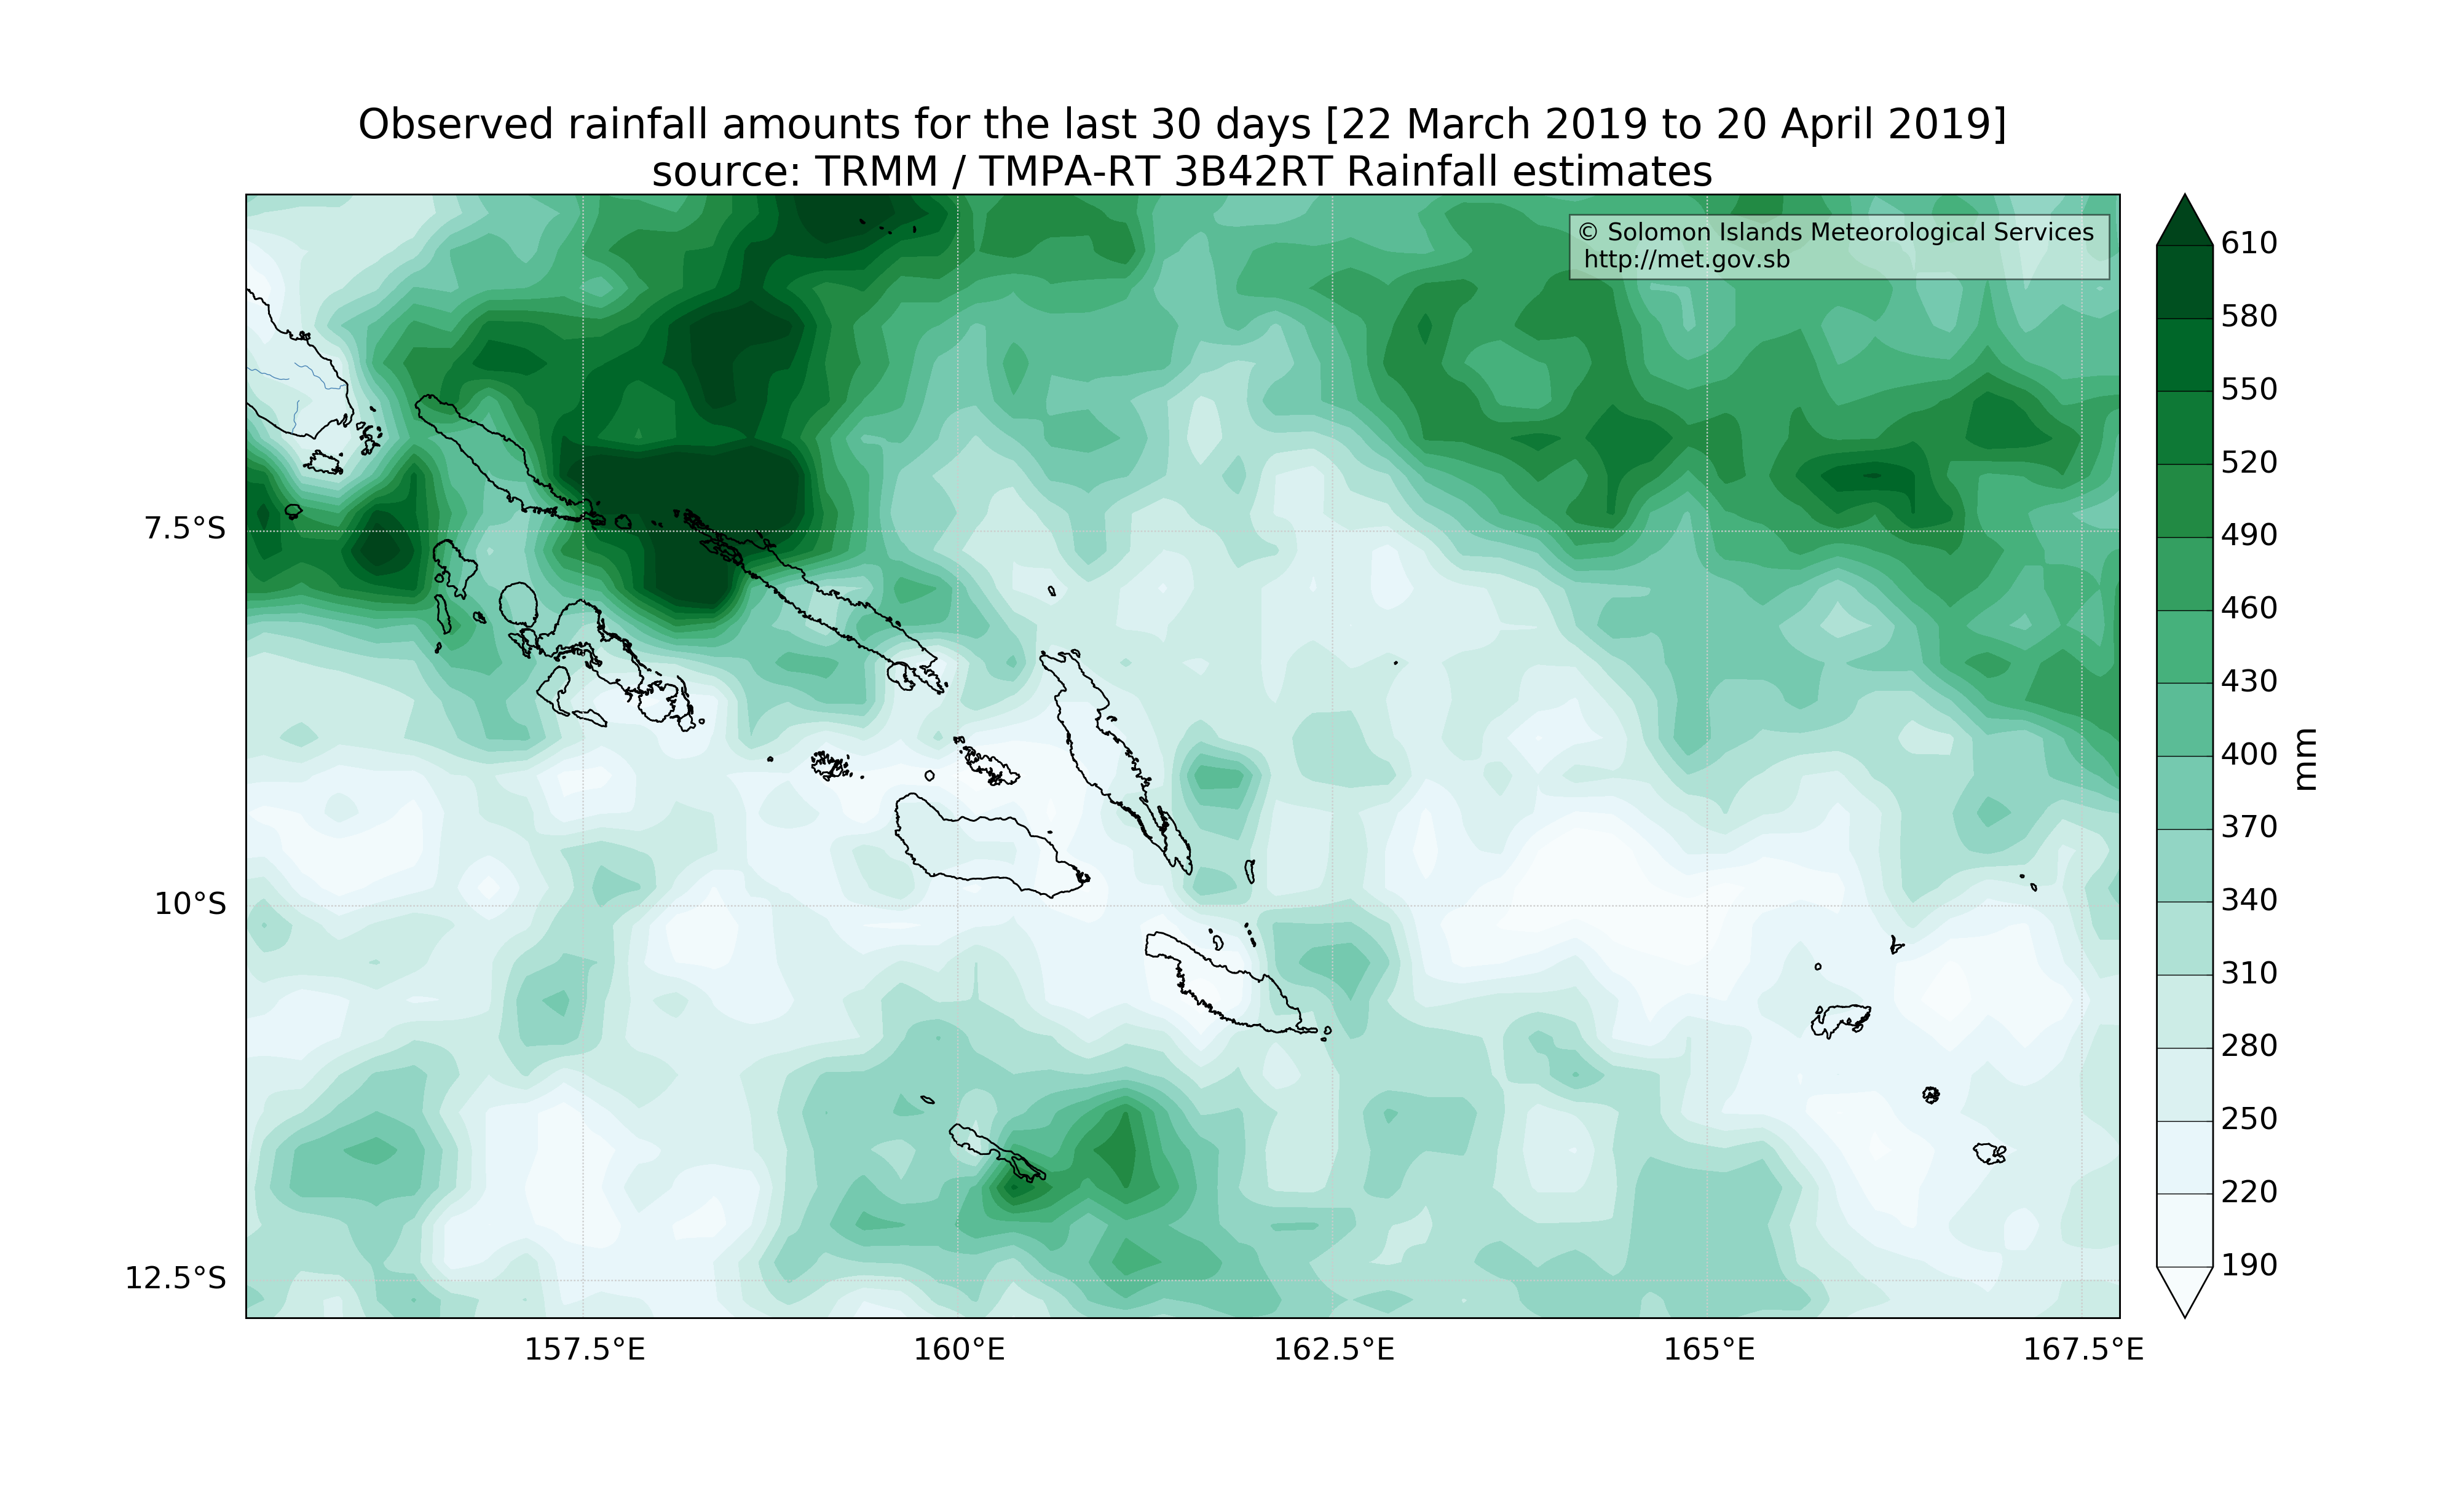 Observed rainfall amounts for the last 30 days [22 March 2019 to 20 April 2019]
source: TRMM / TMPA-RT 3B42RT Rainfall estimates
© Solomon Islands Meteorological Services
http://met.gov.sb
610
580
550
520
490
460
430
400
370
340
310
280
250
220
190
mm
7.5°S
10°S
12.5°S
157.5°E
160°E
162.5°E
165°E
167.5°E